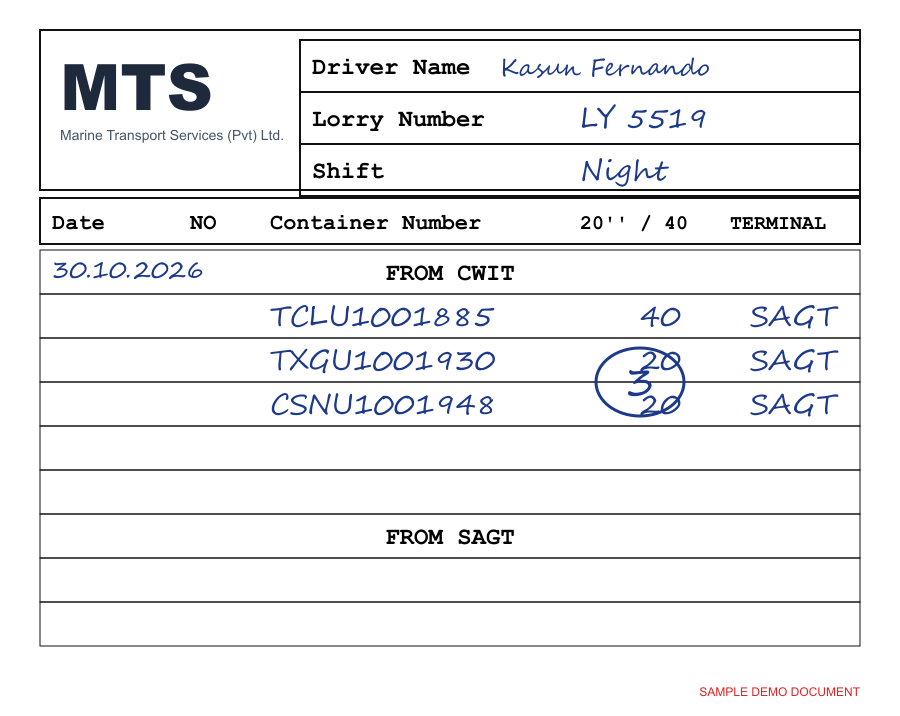 MTS
Marine Transport Services (Pvt) Ltd.
Driver Name Kasun Fernando
Lorry Number LY 5519
Shift Night
Date NO Container Number 20'' / 40 TERMINAL
30.10.2026 FROM CWIT
TCLU1001885 40 SAGT
TXGU1001930 20 SAGT
3
CSNU1001948 20 SAGT
FROM SAGT
SAMPLE DEMO DOCUMENT